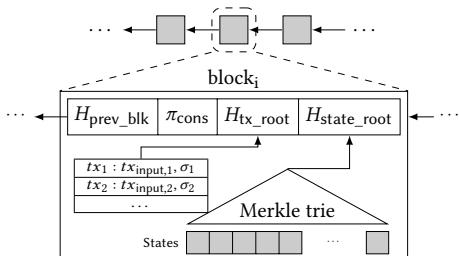 ... ...
block_i
... H_prev_blk π_cons H_tx_root H_state_root ...
tx_1 : tx_input,1, σ_1
tx_2 : tx_input,2, σ_2
...
Merkle trie
States ...